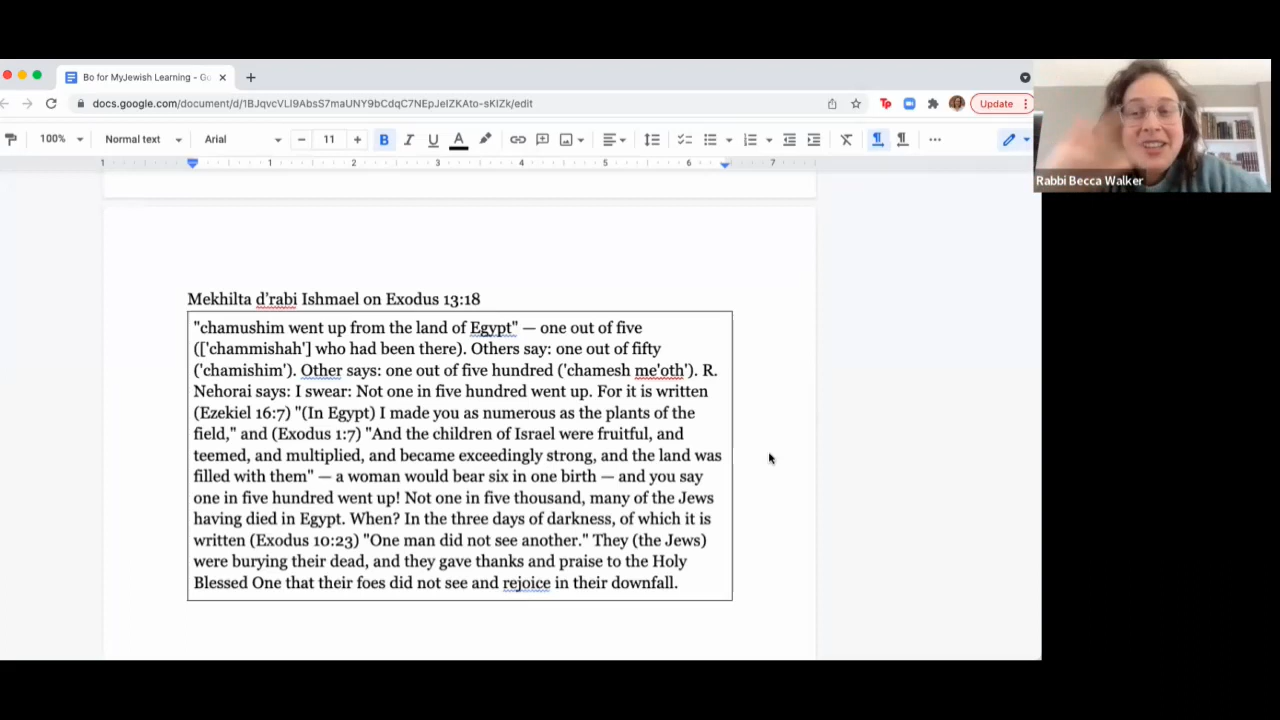 Bo for MyJewish Learning - Go
docs.google.com/document/d/1BJqvcVLI9AbsS7maUNY9bCdqC7NEpJeIZKAto-sKIZk/edit
Update
100%
Normal text
Arial
11
B I U A
1 1 2 3 4 5 6 7
Rabbi Becca Walker
Mekhilta d'rabi Ishmael on Exodus 13:18
"chamushim went up from the land of Egypt" — one out of five
(['chammishah'] who had been there). Others say: one out of fifty
('chamishim'). Other says: one out of five hundred ('chamesh me'oth'). R.
Nehorai says: I swear: Not one in five hundred went up. For it is written
(Ezekiel 16:7) "(In Egypt) I made you as numerous as the plants of the
field," and (Exodus 1:7) "And the children of Israel were fruitful, and
teemed, and multiplied, and became exceedingly strong, and the land was
filled with them" — a woman would bear six in one birth — and you say
one in five hundred went up! Not one in five thousand, many of the Jews
having died in Egypt. When? In the three days of darkness, of which it is
written (Exodus 10:23) "One man did not see another." They (the Jews)
were burying their dead, and they gave thanks and praise to the Holy
Blessed One that their foes did not see and rejoice in their downfall.